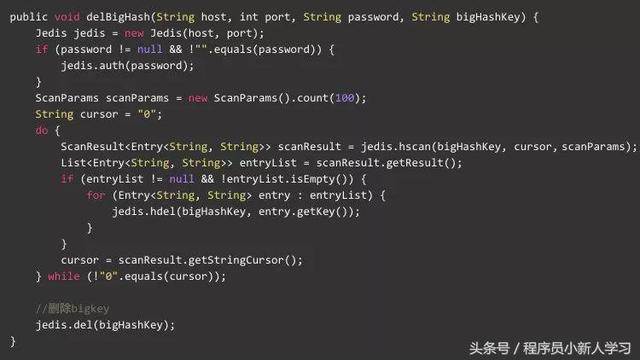 public void delBigHash(String host, int port, String password, String bigHashKey) {
    Jedis jedis = new Jedis(host, port);
    if (password != null && !"".equals(password)) {
        jedis.auth(password);
    }
    ScanParams scanParams = new ScanParams().count(100);
    String cursor = "0";
    do {
        ScanResult<Entry<String, String>> scanResult = jedis.hscan(bigHashKey, cursor, scanParams);
        List<Entry<String, String>> entryList = scanResult.getResult();
        if (entryList != null && !entryList.isEmpty()) {
            for (Entry<String, String> entry : entryList) {
                jedis.hdel(bigHashKey, entry.getKey());
            }
        }
        cursor = scanResult.getStringCursor();
    } while (!"0".equals(cursor));
    //删除bigkey
    jedis.del(bigHashKey);
}
头条号 / 程序员小新人学习